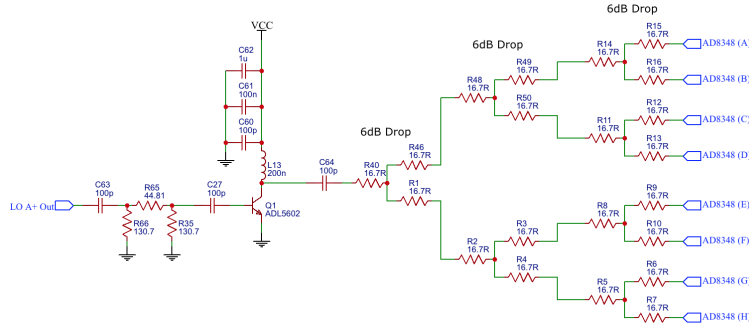 6dB Drop
VCC
R15
16.7R
AD8348 (A)
6dB Drop
R14
16.7R
C62
1u
R49
16.7R
R16
16.7R
AD8348 (B)
R48
16.7R
C61
100n
R50
16.7R
R12
16.7R
AD8348 (C)
C60
100p
6dB Drop
R11
16.7R
R13
16.7R
AD8348 (D)
R46
16.7R
L13
200n
C64
100p
R40
16.7R
C63
100p
R65
44.81
C27
100p
R1
16.7R
R9
16.7R
AD8348 (E)
LO A+ Out
Q1
ADL5602
R8
16.7R
R66
130.7
R35
130.7
R3
16.7R
R10
16.7R
AD8348 (F)
R2
16.7R
R4
16.7R
R6
16.7R
AD8348 (G)
R5
16.7R
R7
16.7R
AD8348 (H)